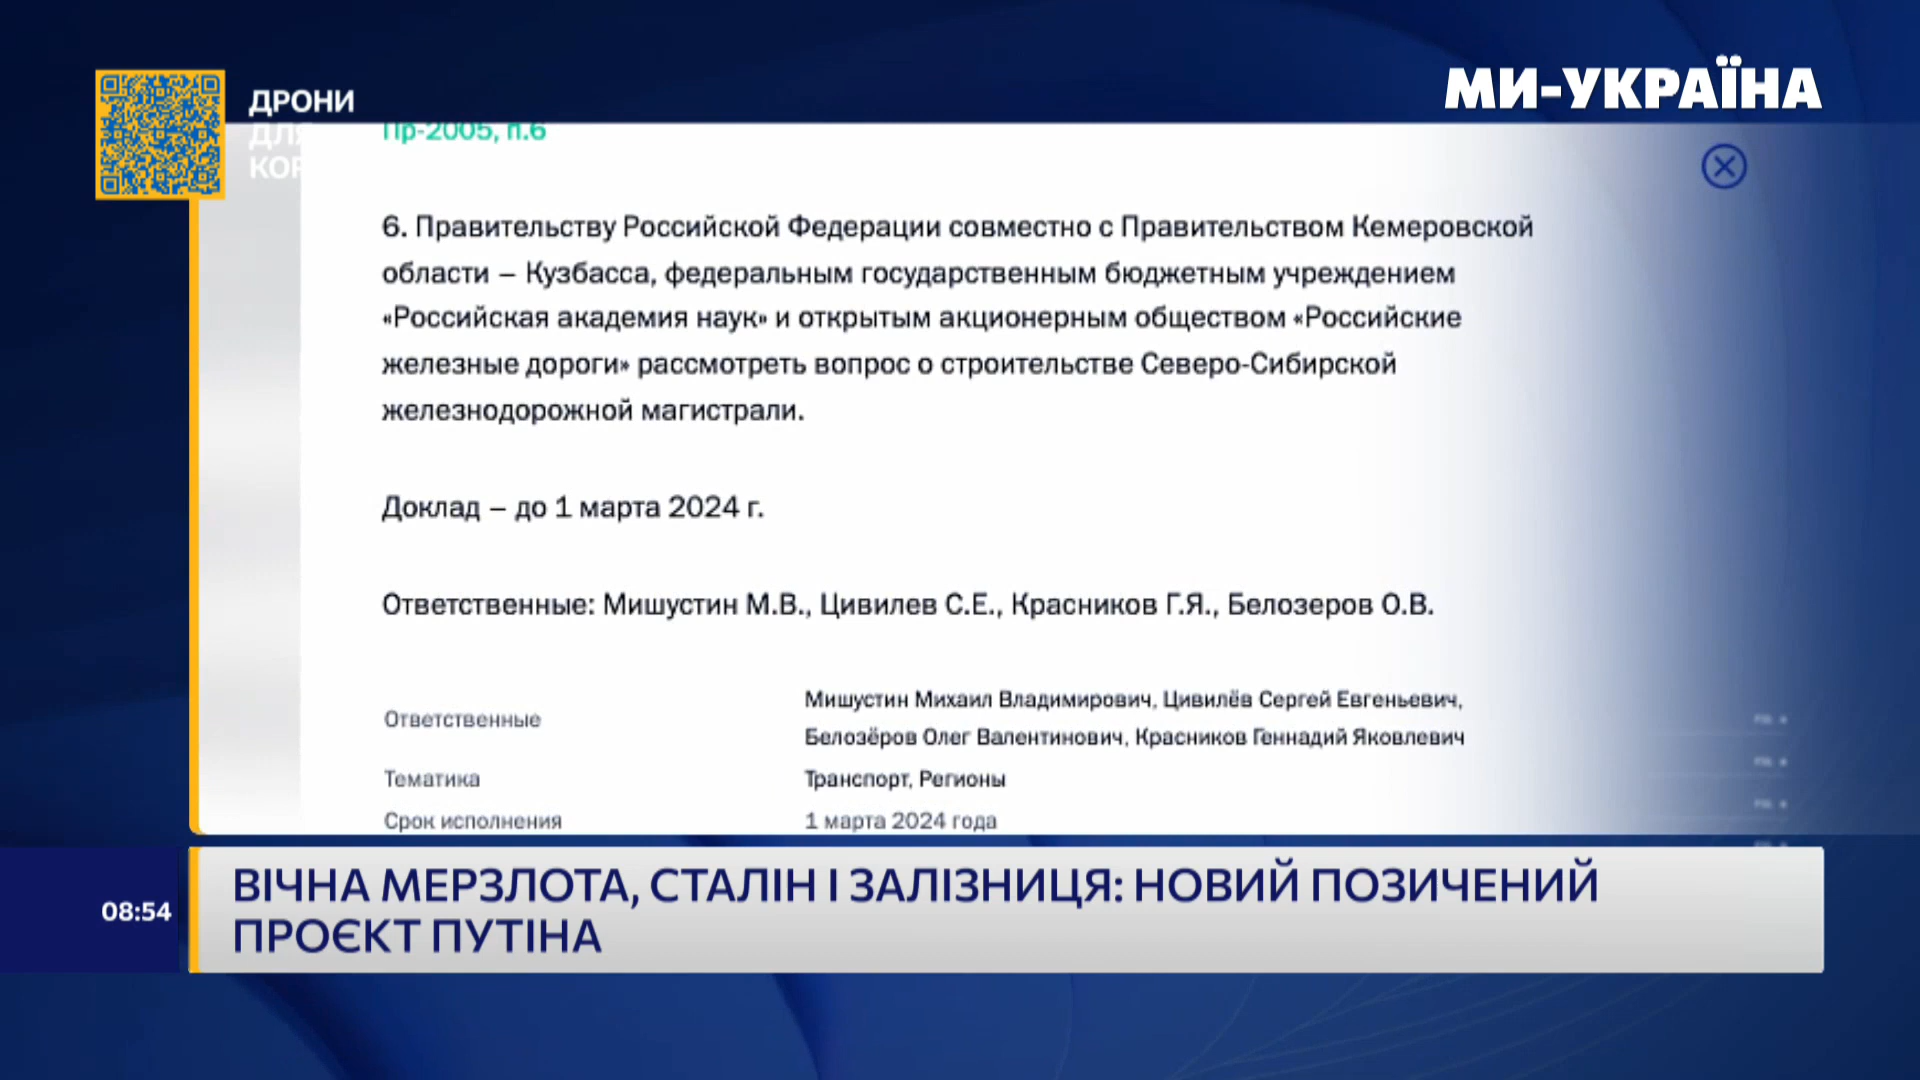 ДРОНИ
ДЛЯ
КОР
МИ-УКРАЇНА
Пр-2005, п.6
6. Правительству Российской Федерации совместно с Правительством Кемеровской
области – Кузбасса, федеральным государственным бюджетным учреждением
«Российская академия наук» и открытым акционерным обществом «Российские
железные дороги» рассмотреть вопрос о строительстве Северо-Сибирской
железнодорожной магистрали.
Доклад – до 1 марта 2024 г.
Ответственные: Мишустин М.В., Цивилев С.Е., Красников Г.Я., Белозеров О.В.
Ответственные
Мишустин Михаил Владимирович, Цивилёв Сергей Евгеньевич,
Белозёров Олег Валентинович, Красников Геннадий Яковлевич
Тематика
Транспорт, Регионы
Срок исполнения
1 марта 2024 года
08:54
ВІЧНА МЕРЗЛОТА, СТАЛІН І ЗАЛІЗНИЦЯ: НОВИЙ ПОЗИЧЕНИЙ
ПРОЄКТ ПУТІНА